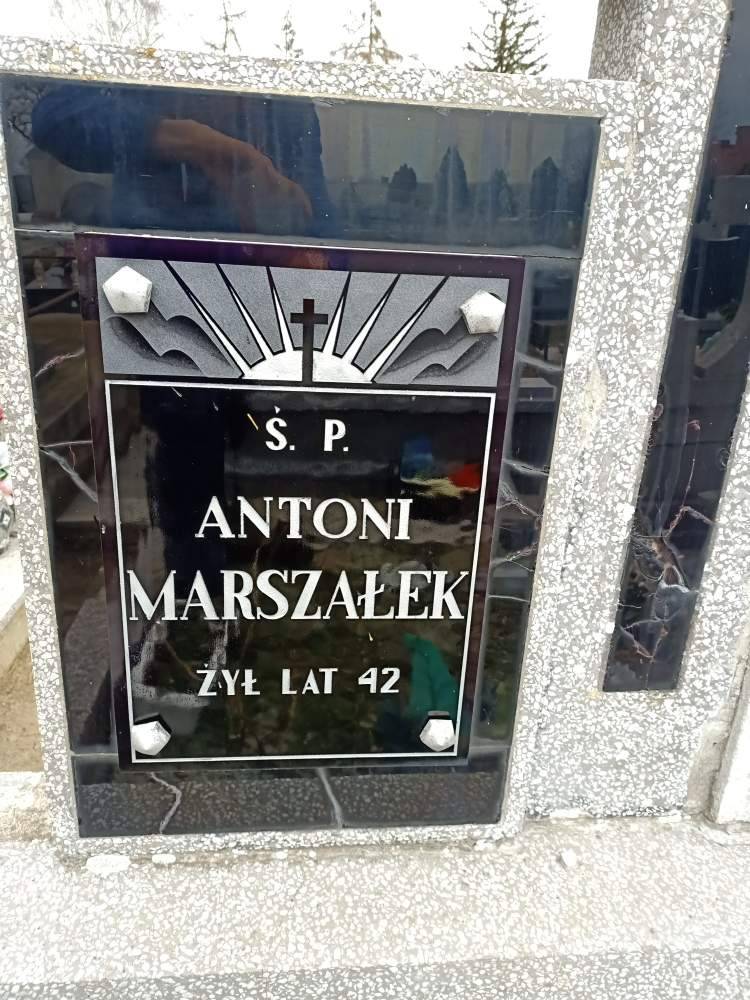 Ś. P.
ANTONI
MARSZAŁEK
ŻYŁ LAT 42